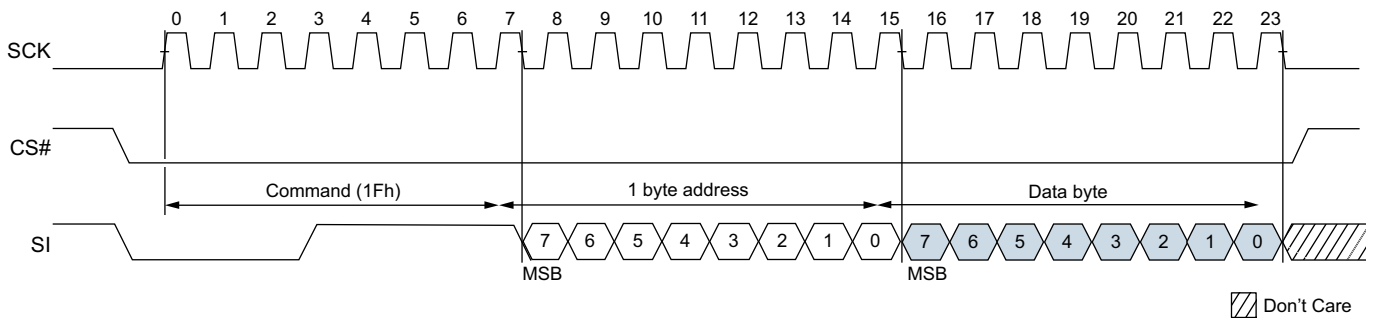 0 1 2 3 4 5 6 7 8 9 10 11 12 13 14 15 16 17 18 19 20 21 22 23
SCK
CS#
Command (1Fh) 1 byte address Data byte
SI 7 6 5 4 3 2 1 0 7 6 5 4 3 2 1 0
MSB MSB
Don't Care